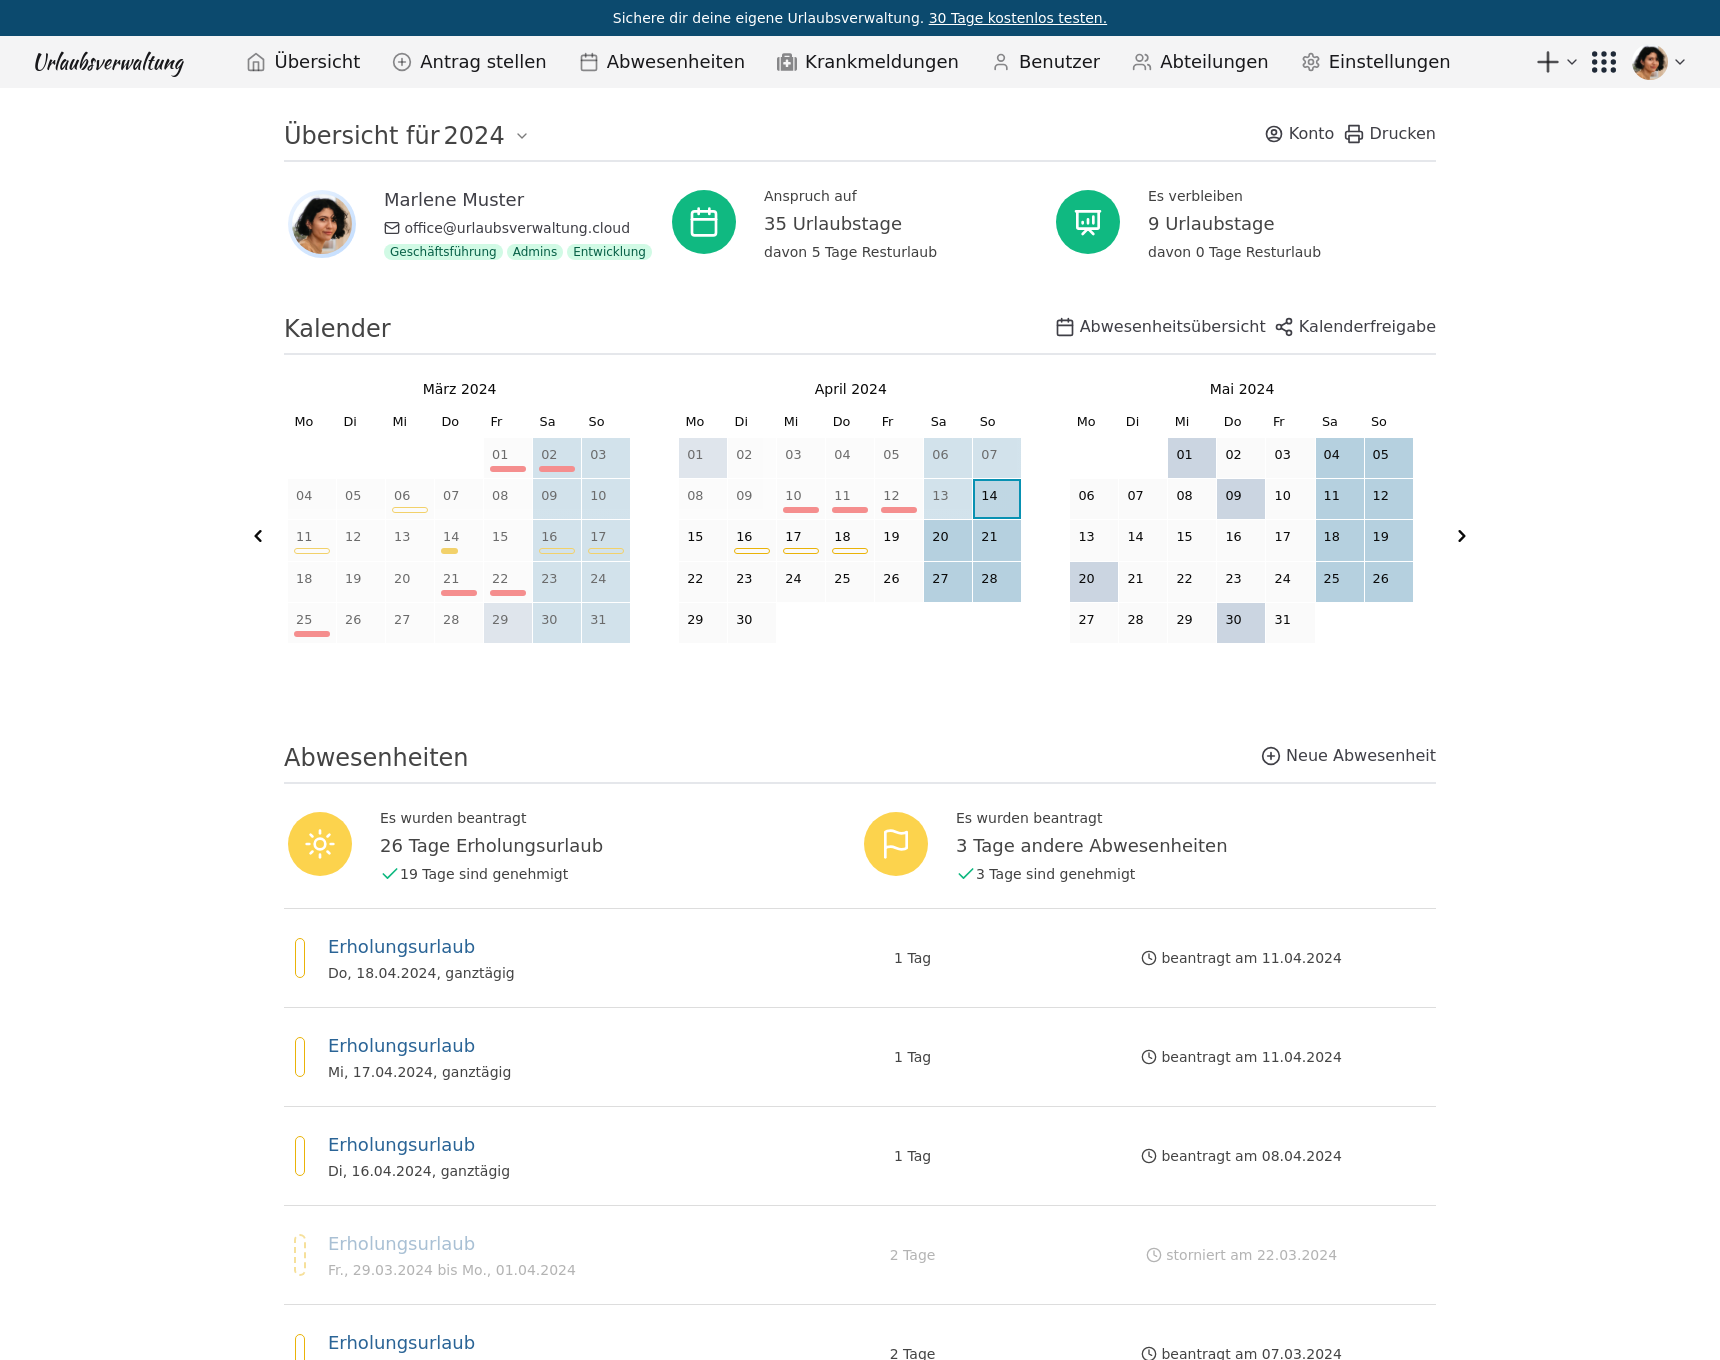 Sichere dir deine eigene Urlaubsverwaltung. 30 Tage kostenlos testen.
Urlaubsverwaltung Übersicht Antrag stellen Abwesenheiten Krankmeldungen Benutzer Abteilungen Einstellungen
Übersicht für 2024 Konto Drucken
Marlene Muster
office@urlaubsverwaltung.cloud
Geschäftsführung Admins Entwicklung
Anspruch auf
35 Urlaubstage
davon 5 Tage Resturlaub
Es verbleiben
9 Urlaubstage
davon 0 Tage Resturlaub
Kalender Abwesenheitsübersicht Kalenderfreigabe
März 2024
Mo Di Mi Do Fr Sa So
01 02 03
04 05 06 07 08 09 10
11 12 13 14 15 16 17
18 19 20 21 22 23 24
25 26 27 28 29 30 31
April 2024
Mo Di Mi Do Fr Sa So
01 02 03 04 05 06 07
08 09 10 11 12 13 14
15 16 17 18 19 20 21
22 23 24 25 26 27 28
29 30
Mai 2024
Mo Di Mi Do Fr Sa So
01 02 03 04 05
06 07 08 09 10 11 12
13 14 15 16 17 18 19
20 21 22 23 24 25 26
27 28 29 30 31
Abwesenheiten Neue Abwesenheit
Es wurden beantragt
26 Tage Erholungsurlaub
19 Tage sind genehmigt
Es wurden beantragt
3 Tage andere Abwesenheiten
3 Tage sind genehmigt
Erholungsurlaub
Do, 18.04.2024, ganztägig
1 Tag
beantragt am 11.04.2024
Erholungsurlaub
Mi, 17.04.2024, ganztägig
1 Tag
beantragt am 11.04.2024
Erholungsurlaub
Di, 16.04.2024, ganztägig
1 Tag
beantragt am 08.04.2024
Erholungsurlaub
Fr., 29.03.2024 bis Mo., 01.04.2024
2 Tage
storniert am 22.03.2024
Erholungsurlaub
2 Tage
beantragt am 07.03.2024